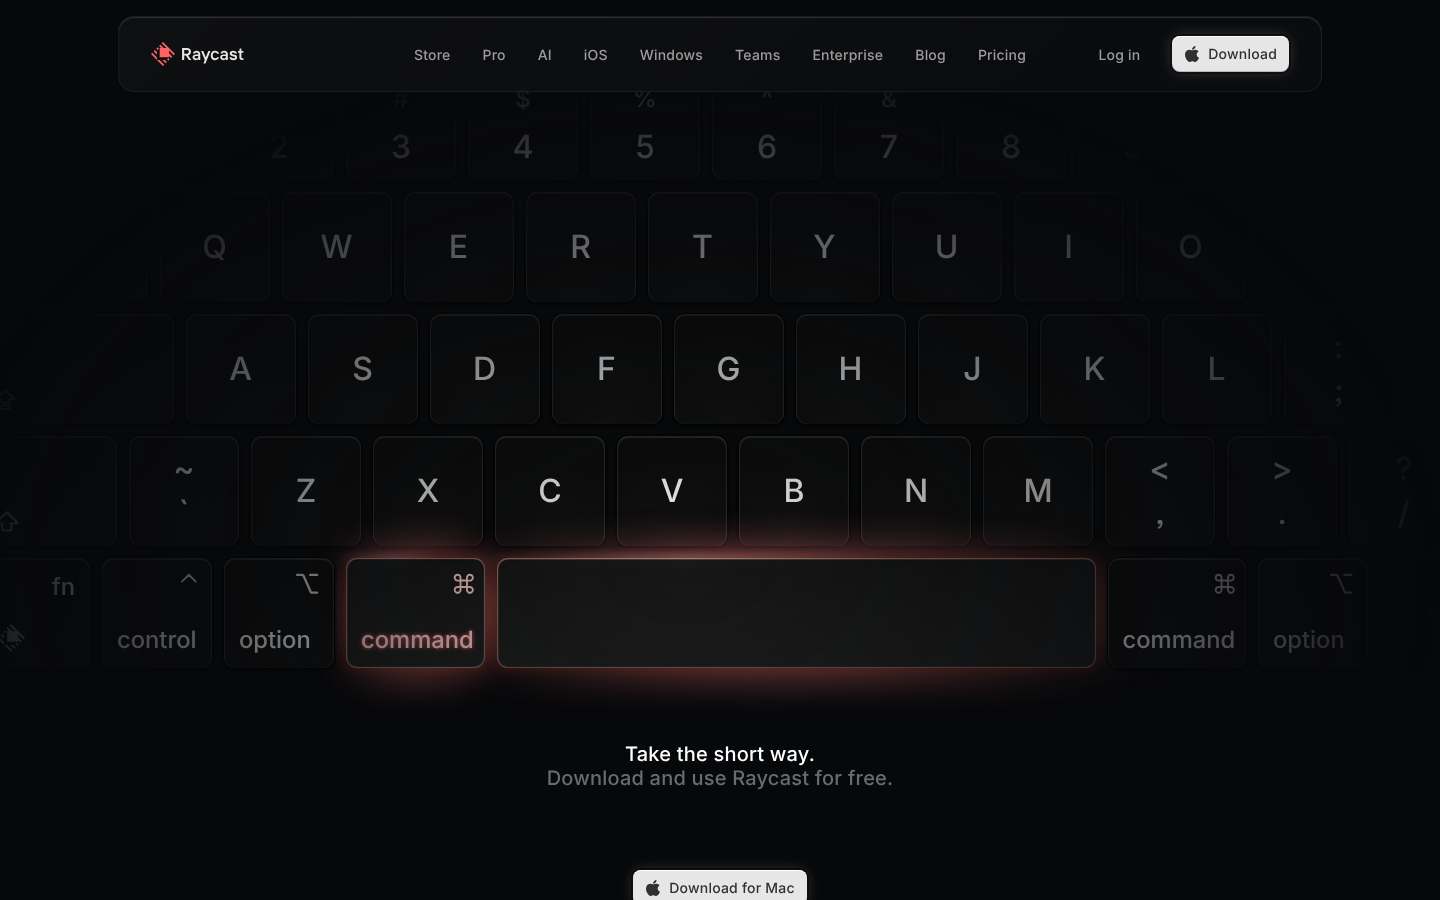 Raycast Store Pro AI iOS Windows Teams Enterprise Blog Pricing Log in Download
# $ % ^ &
2 3 4 5 6 7 8
Q W E R T Y U I O
A S D F G H J K L : ;
~ ` Z X C V B N M < , > . ? /
fn ^ control ⌥ option ⌘ command ⌘ command ⌥ option
Take the short way.
Download and use Raycast for free.
Download for Mac